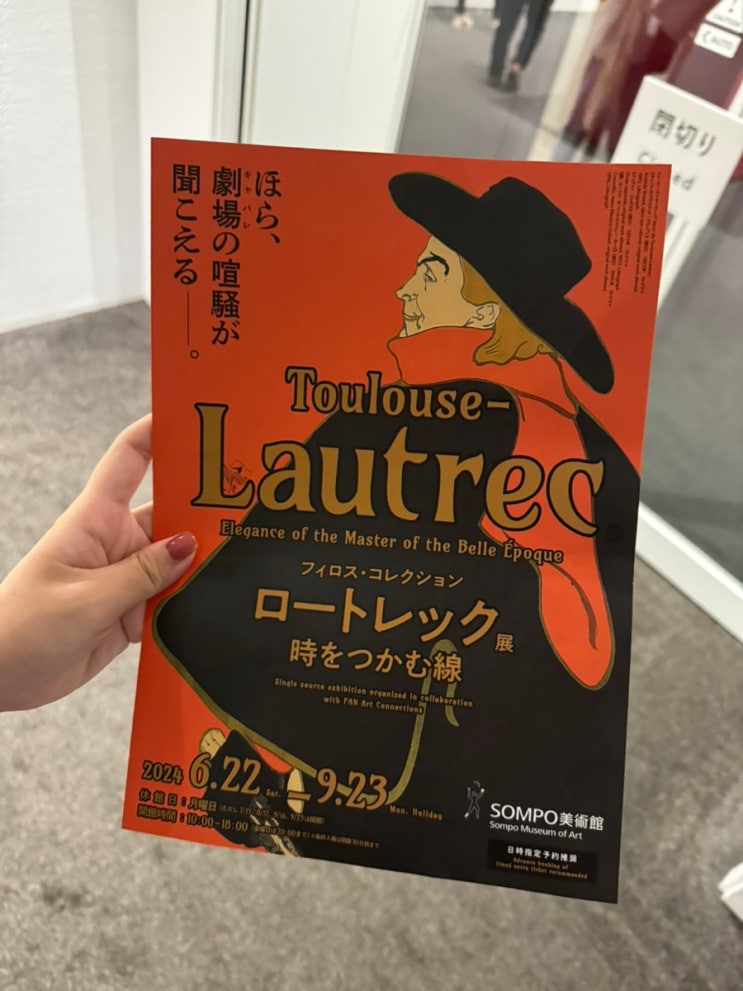 ほら、
劇場の喧騒が
キャバレ
聞こえる——。
Toulouse-
Lautrec
Elegance of the Master of the Belle Époque
フィロス・コレクション
ロートレック展
時をつかむ線
Single source exhibition organized in collaboration
with PAN Art Connections
2024 6.22 Sat. — 9.23 Mon. Holiday
休館日：月曜日
開館時間：10:00-18:00
SOMPO美術館
Sompo Museum of Art
日時指定予約推奨
Advance booking of
timed entry ticket recommended
閉切り